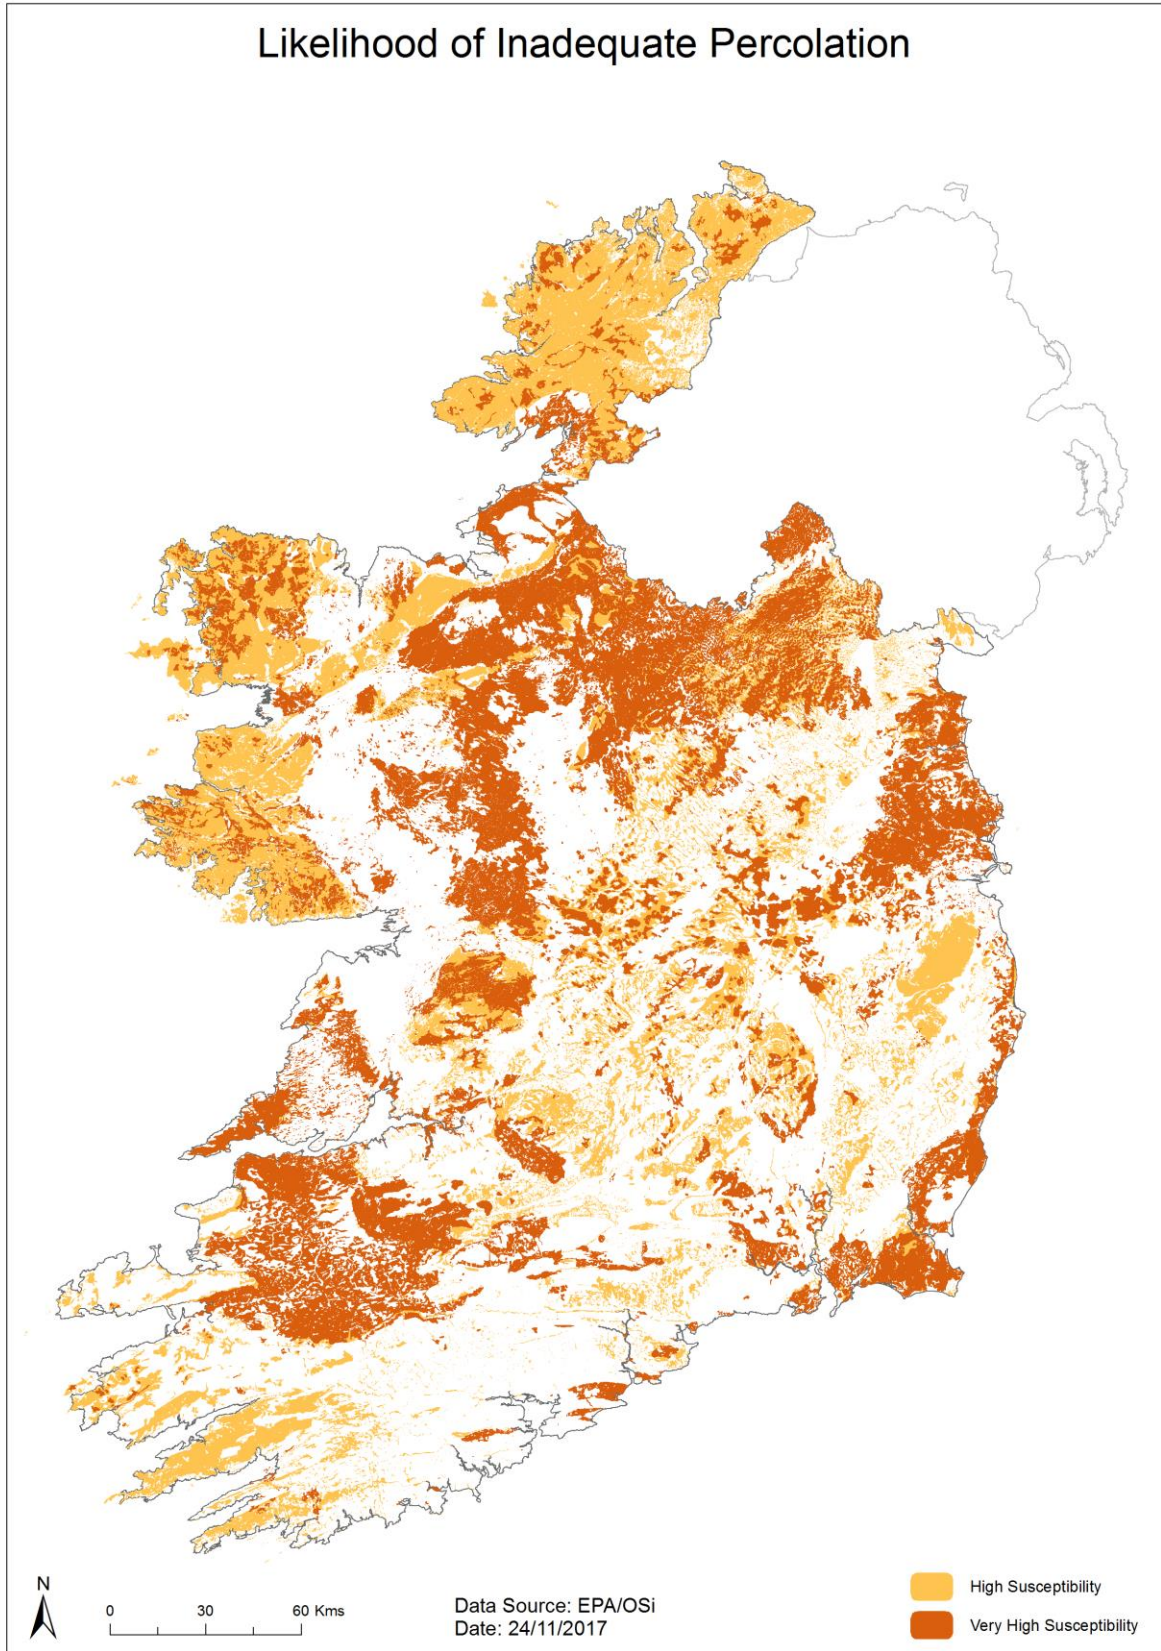 Likelihood of Inadequate Percolation
N
0 30 60 Kms
Data Source: EPA/OSi
Date: 24/11/2017
High Susceptibility
Very High Susceptibility